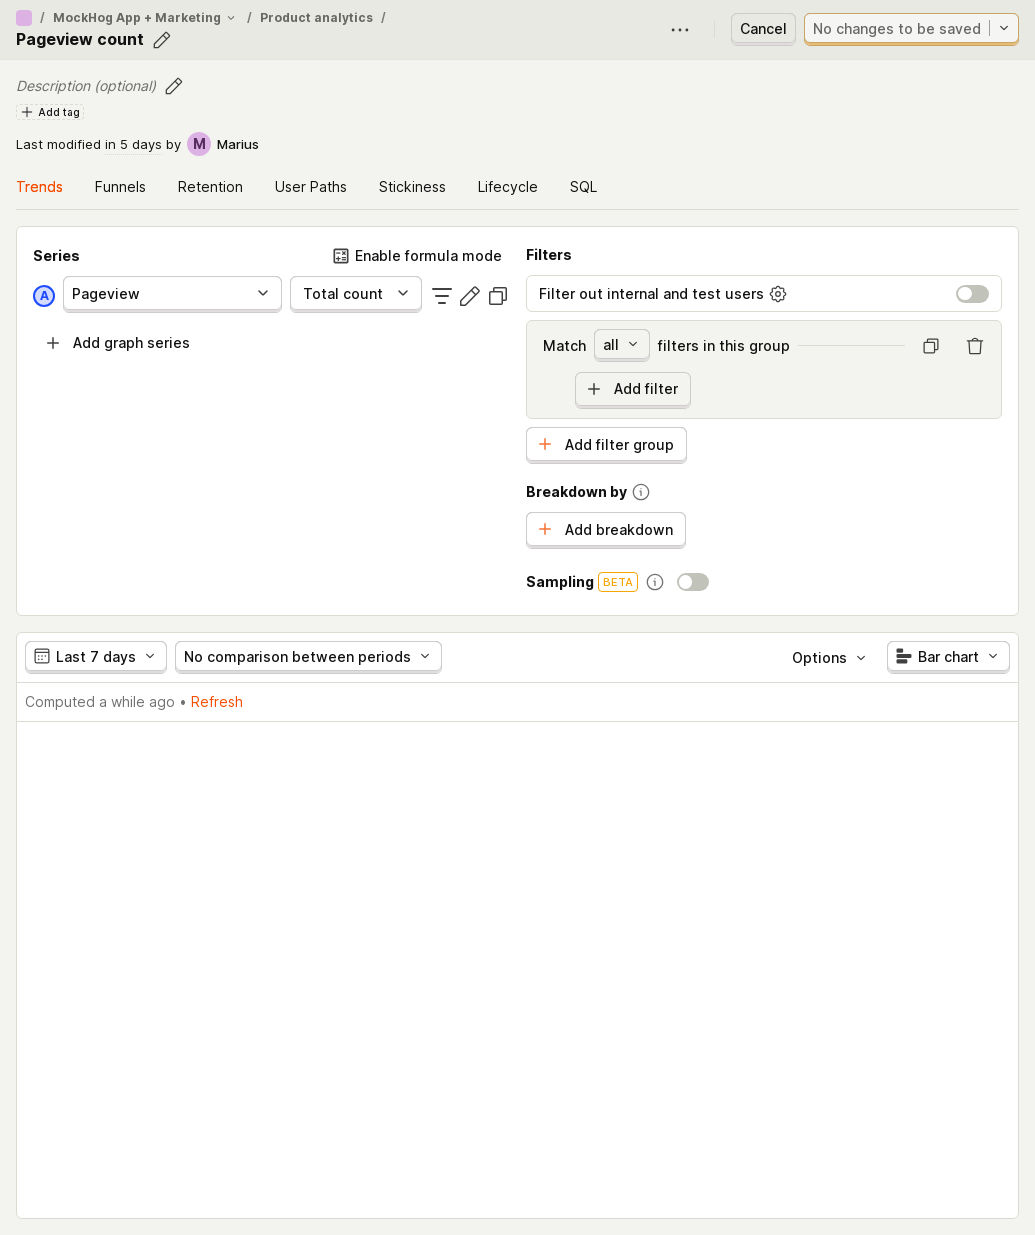 / MockHog App + Marketing / Product analytics /
Pageview count
Cancel
No changes to be saved
Description (optional)
Add tag
Last modified in 5 days by M Marius
Trends Funnels Retention User Paths Stickiness Lifecycle SQL
Series
Enable formula mode
A Pageview Total count
Add graph series
Filters
Filter out internal and test users
Match all filters in this group
Add filter
Add filter group
Breakdown by
Add breakdown
Sampling BETA
Last 7 days No comparison between periods Options Bar chart
Computed a while ago • Refresh